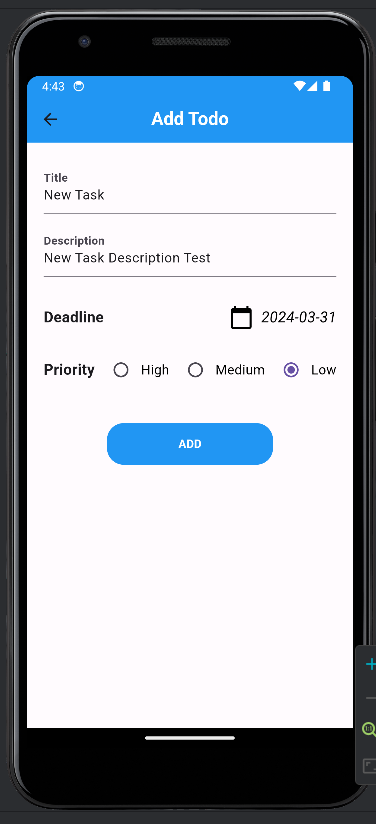 4:43
Add Todo
Title
New Task
Description
New Task Description Test
Deadline 2024-03-31
Priority High Medium Low
ADD